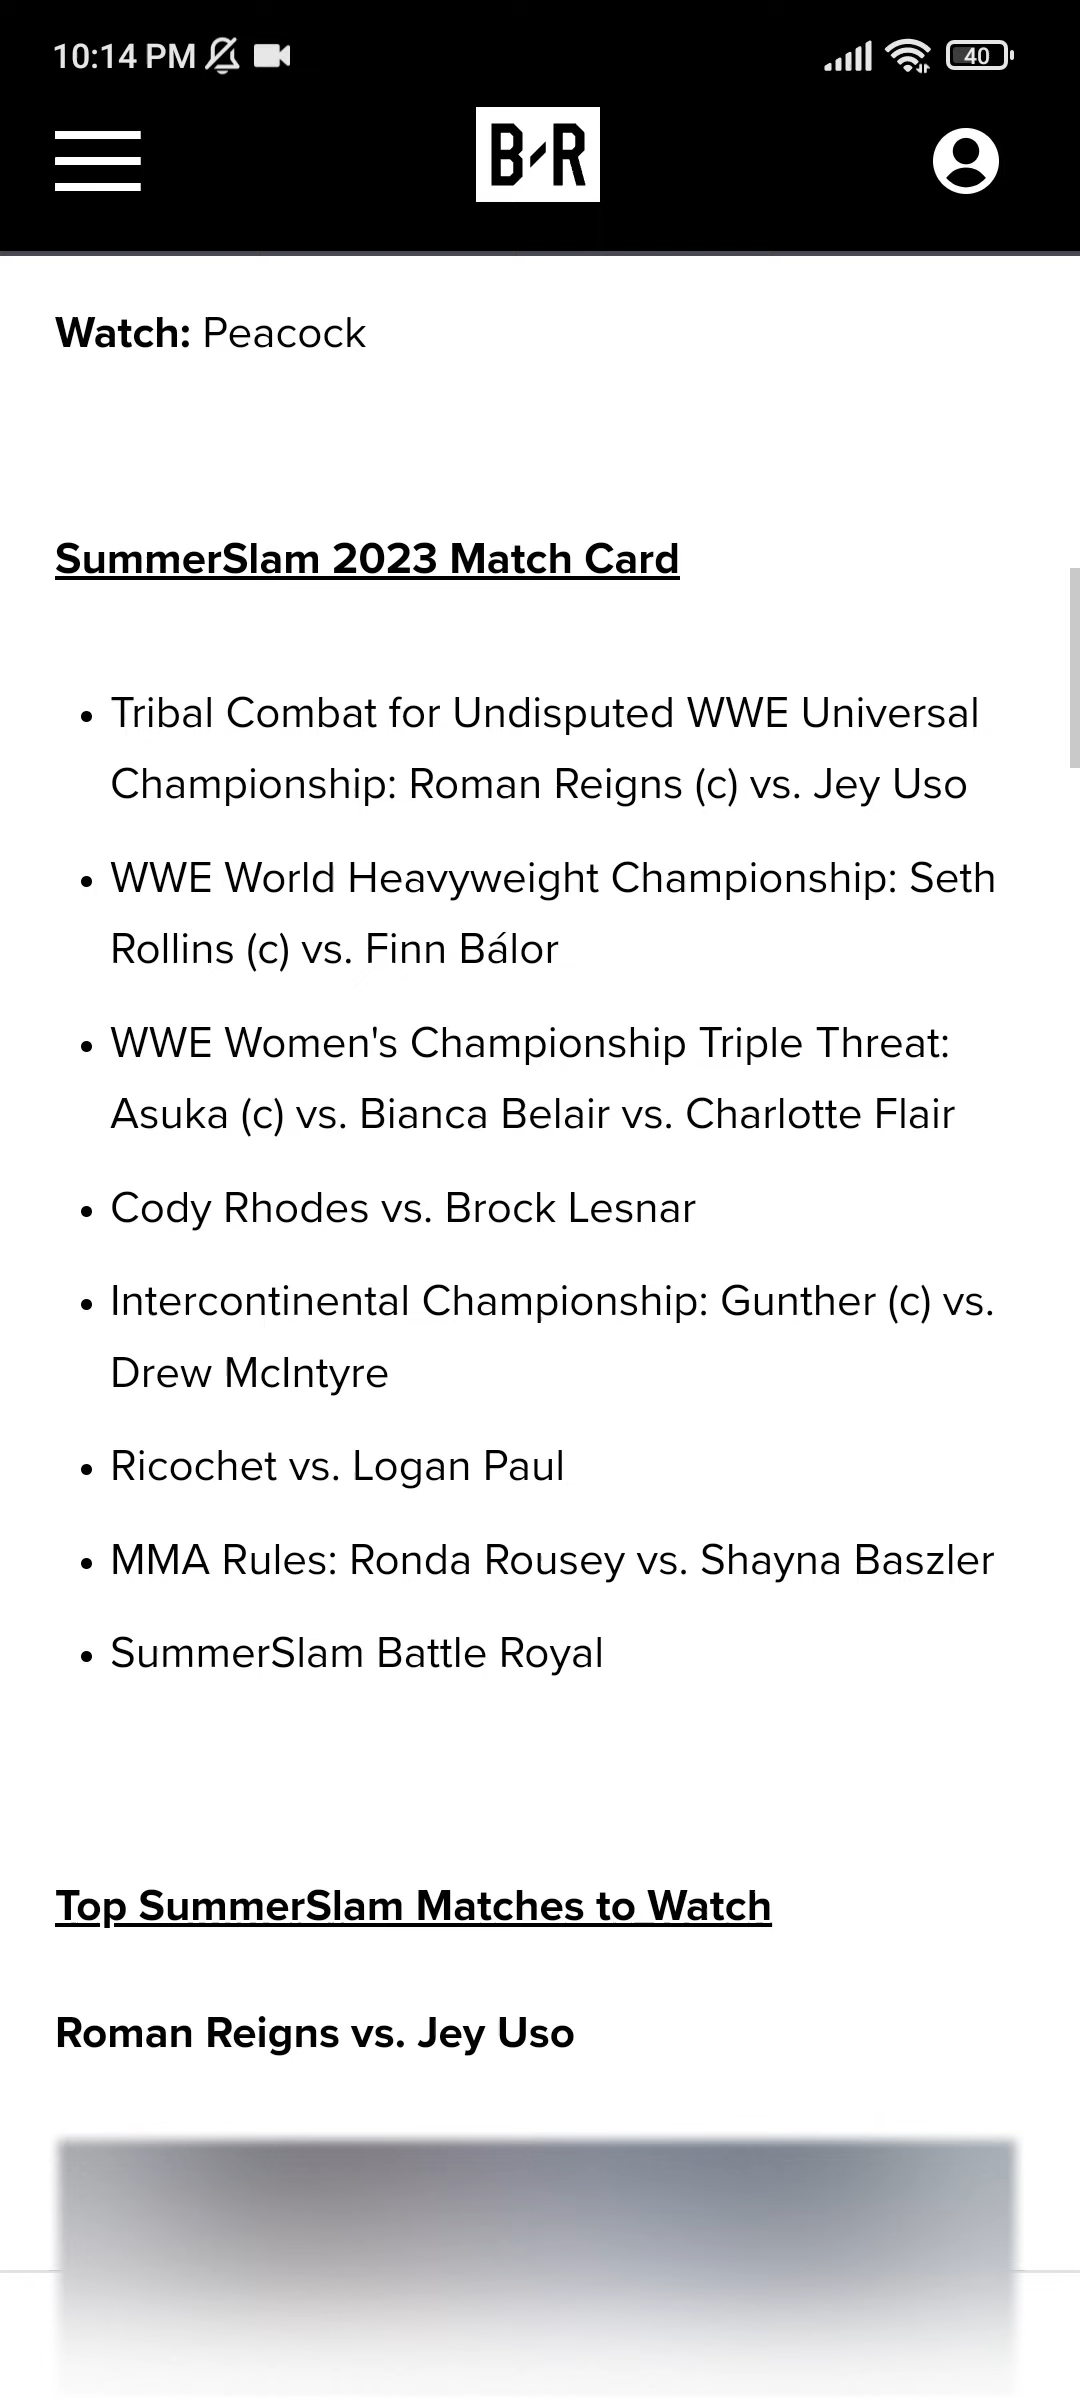 10:14 PM 40
B/R
Watch: Peacock
SummerSlam 2023 Match Card
• Tribal Combat for Undisputed WWE Universal
Championship: Roman Reigns (c) vs. Jey Uso
• WWE World Heavyweight Championship: Seth
Rollins (c) vs. Finn Bálor
• WWE Women's Championship Triple Threat:
Asuka (c) vs. Bianca Belair vs. Charlotte Flair
• Cody Rhodes vs. Brock Lesnar
• Intercontinental Championship: Gunther (c) vs.
Drew McIntyre
• Ricochet vs. Logan Paul
• MMA Rules: Ronda Rousey vs. Shayna Baszler
• SummerSlam Battle Royal
Top SummerSlam Matches to Watch
Roman Reigns vs. Jey Uso